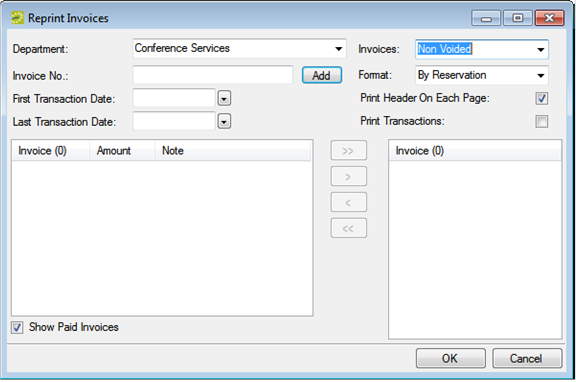 Reprint Invoices
Department: Conference Services Invoices: Non Voided
Invoice No.: Add Format: By Reservation
First Transaction Date: Print Header On Each Page:
Last Transaction Date: Print Transactions:
Invoice (0) Amount Note >> Invoice (0)
>
<
<<
Show Paid Invoices
OK Cancel